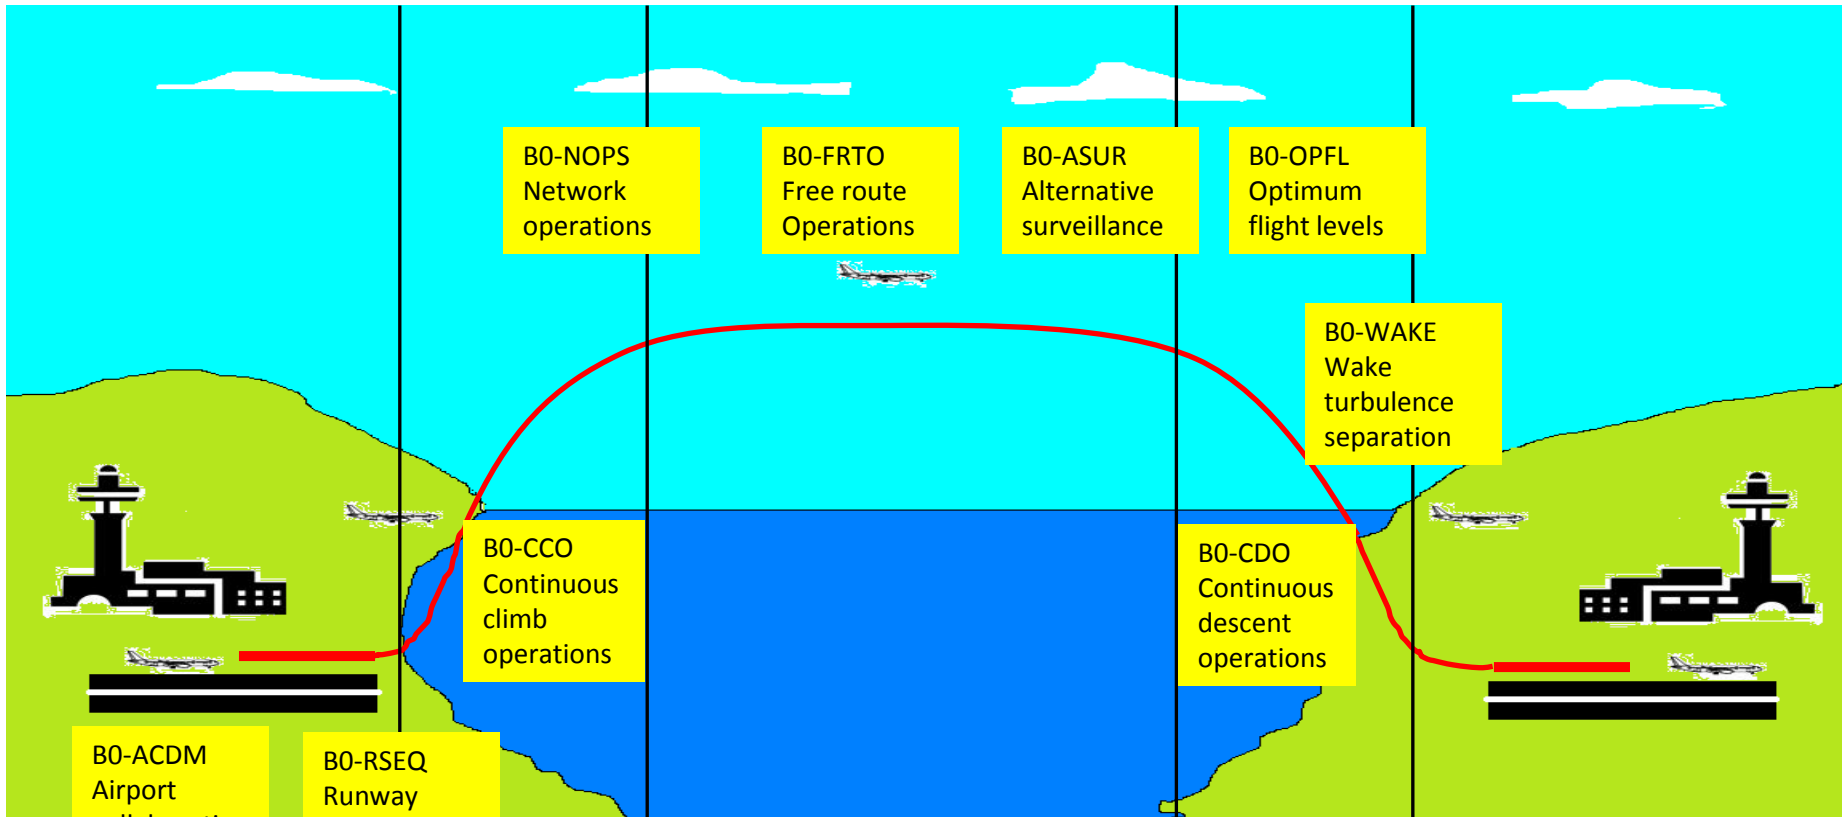 B0-NOPS
Network
operations
B0-FRTO
Free route
Operations
B0-ASUR
Alternative
surveillance
B0-OPFL
Optimum
flight levels
B0-WAKE
Wake
turbulence
separation
B0-CCO
Continuous
climb
operations
B0-CDO
Continuous
descent
operations
B0-ACDM
Airport
B0-RSEQ
Runway